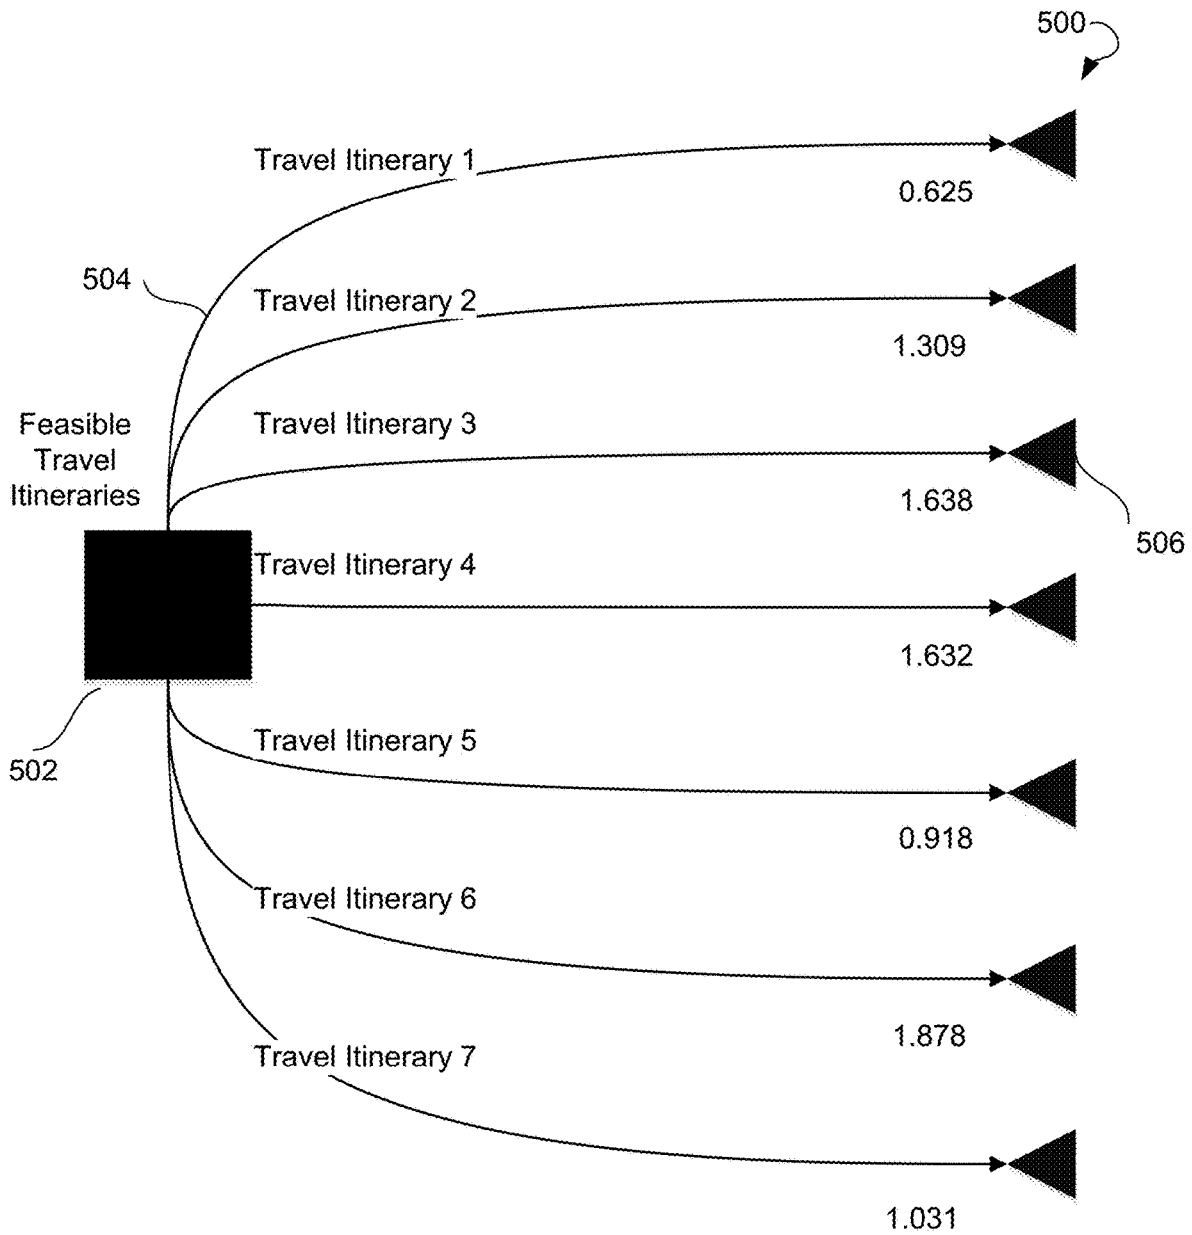 500
Travel Itinerary 1
0.625
504
Travel Itinerary 2
1.309
Feasible
Travel
Itineraries
Travel Itinerary 3
1.638
506
Travel Itinerary 4
1.632
502
Travel Itinerary 5
0.918
Travel Itinerary 6
1.878
Travel Itinerary 7
1.031